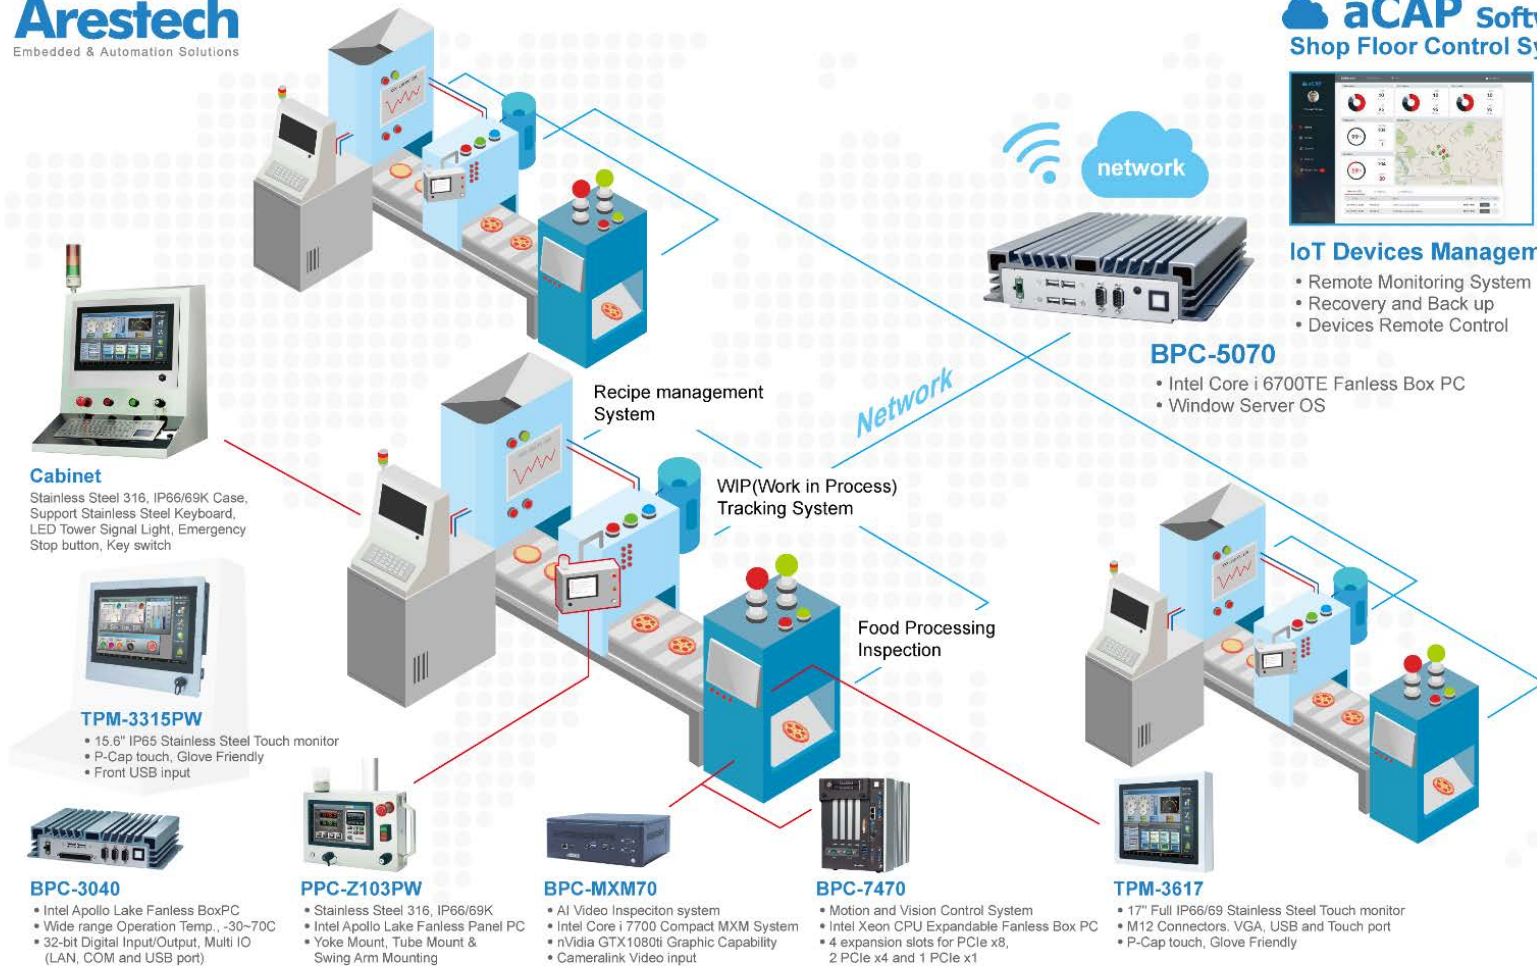 Arestech
Embedded & Automation Solutions
aCAP Softw
Shop Floor Control Sy
network
IoT Devices Managem
• Remote Monitoring System
• Recovery and Back up
• Devices Remote Control
BPC-5070
• Intel Core i 6700TE Fanless Box PC
• Window Server OS
Network
Recipe management
System
WIP(Work in Process)
Tracking System
Food Processing
Inspection
Cabinet
Stainless Steel 316, IP66/69K Case,
Support Stainless Steel Keyboard,
LED Tower Signal Light, Emergency
Stop button, Key switch
TPM-3315PW
• 15.6" IP65 Stainless Steel Touch monitor
• P-Cap touch, Glove Friendly
• Front USB input
BPC-3040
• Intel Apollo Lake Fanless BoxPC
• Wide range Operation Temp., -30~70C
• 32-bit Digital Input/Output, Multi IO
(LAN, COM and USB port)
PPC-Z103PW
• Stainless Steel 316, IP66/69K
• Intel Apollo Lake Fanless Panel PC
• Yoke Mount, Tube Mount &
Swing Arm Mounting
BPC-MXM70
• AI Video Inspeciton system
• Intel Core i 7700 Compact MXM System
• nVidia GTX1080ti Graphic Capability
• Cameralink Video input
BPC-7470
• Motion and Vision Control System
• Intel Xeon CPU Expandable Fanless Box PC
• 4 expansion slots for PCIe x8,
2 PCIe x4 and 1 PCIe x1
TPM-3617
• 17" Full IP66/69 Stainless Steel Touch monitor
• M12 Connectors. VGA, USB and Touch port
• P-Cap touch, Glove Friendly